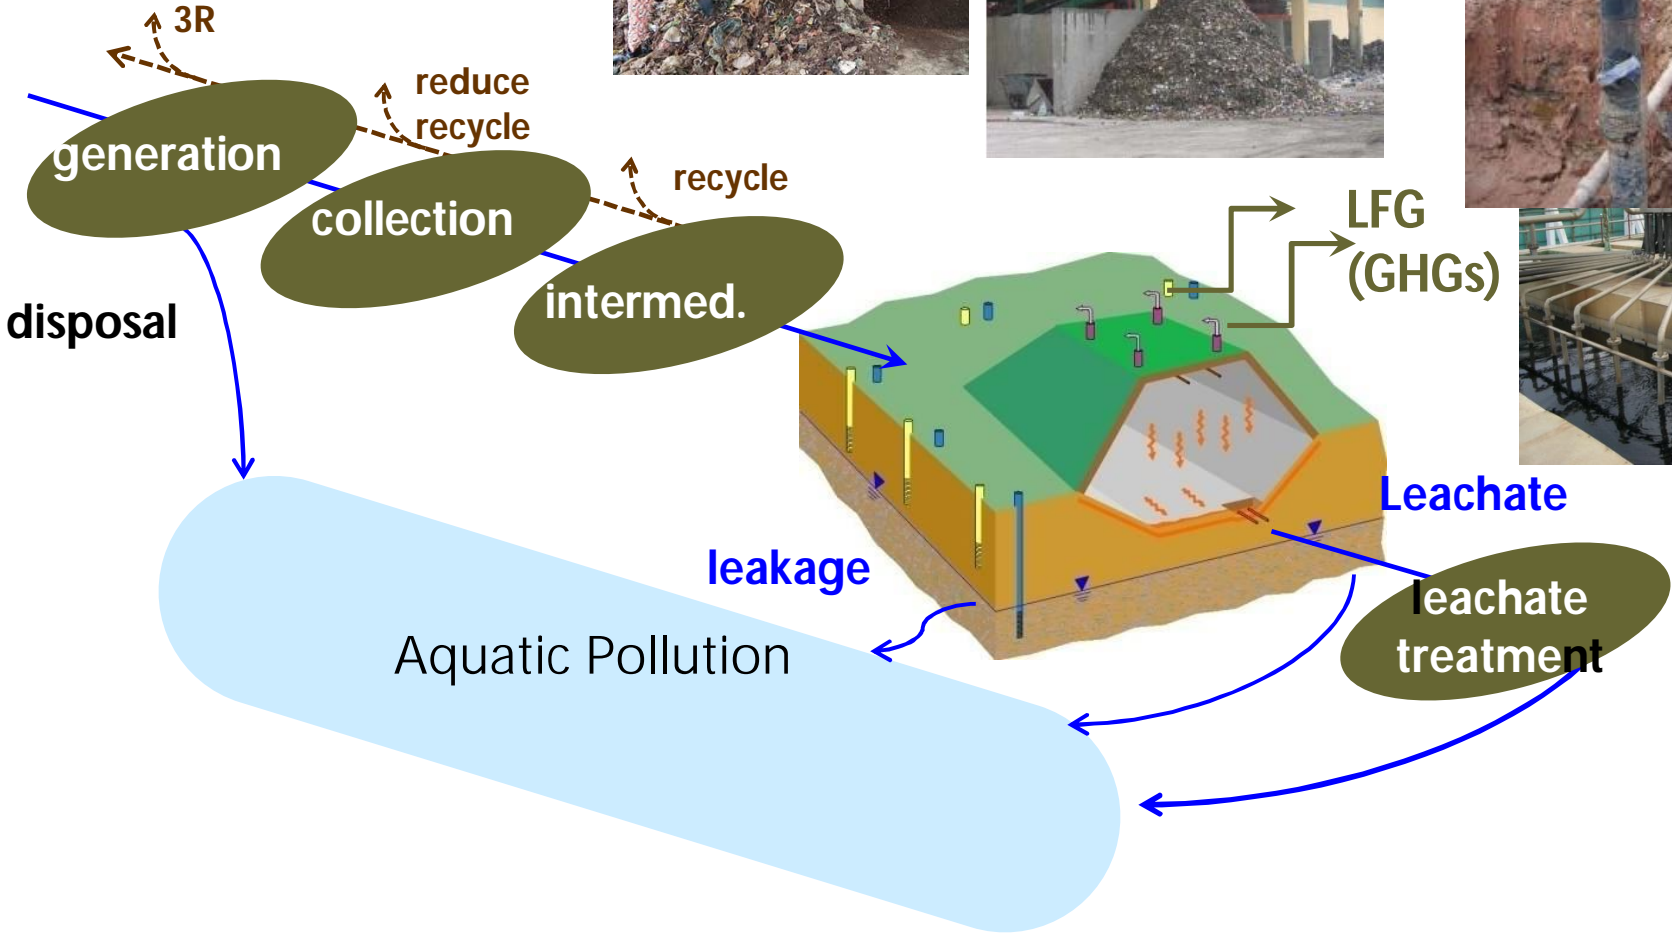 3R
reduce
recycle
generation
recycle
collection
LFG
(GHGs)
intermed.
disposal
Leachate
leakage
leachate
treatment
Aquatic Pollution